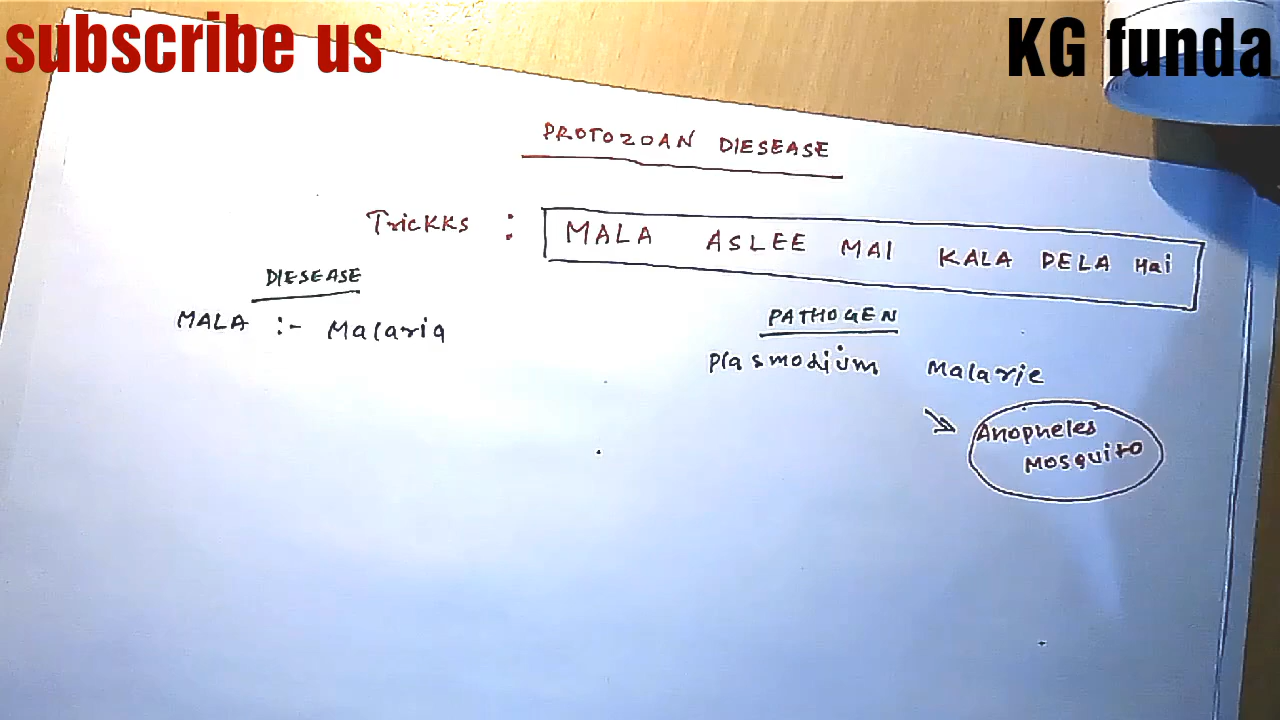 subscribe us
KG funda
PROTOZOAN DIESEASE
TrickKs : MALA ASLEE MAI KALA DELA Hai
DIESEASE
PATHOGEN
MALA :- Malaria
Plasmodium Malarie
Anopheles
Mosquito